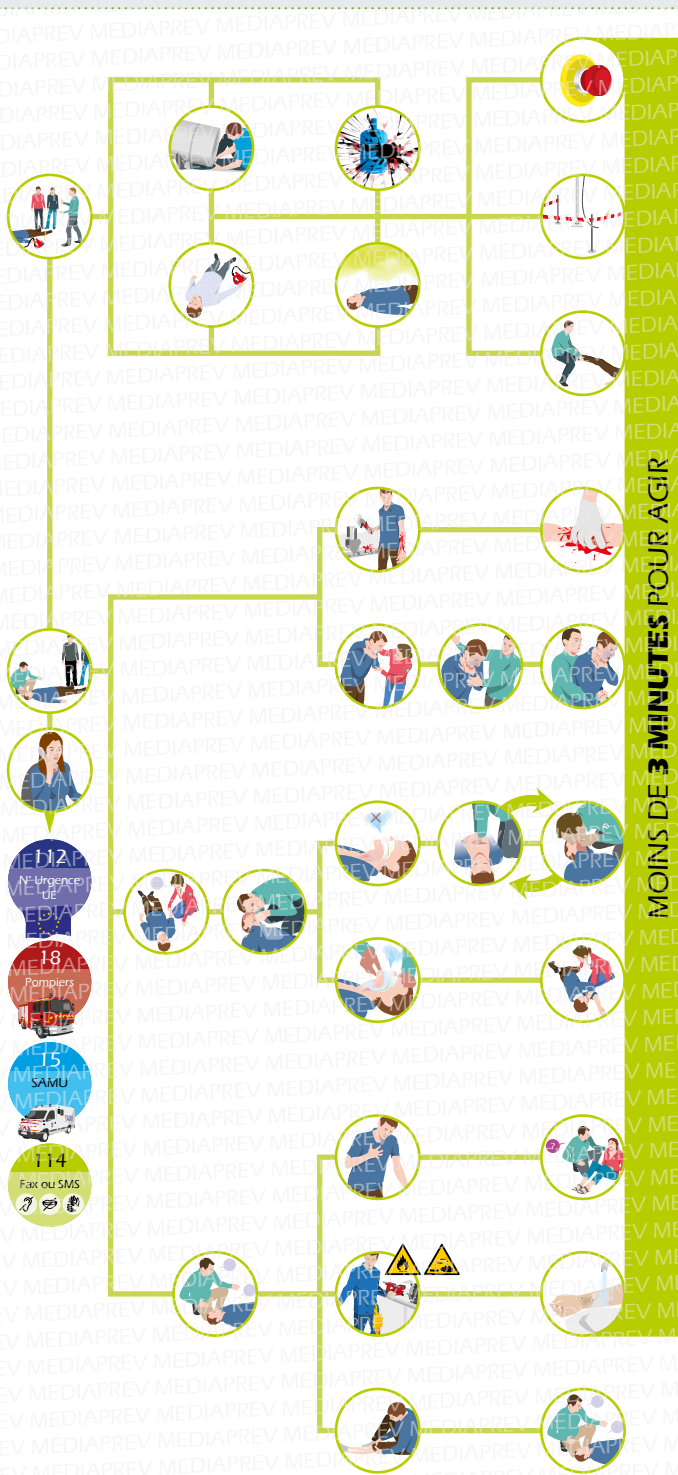 MOINS DE 3 MINUTES POUR AGIR
112
N° Urgence
UE
18
Pompiers
15
SAMU
114
Fax ou SMS
?
MEDIAPREV